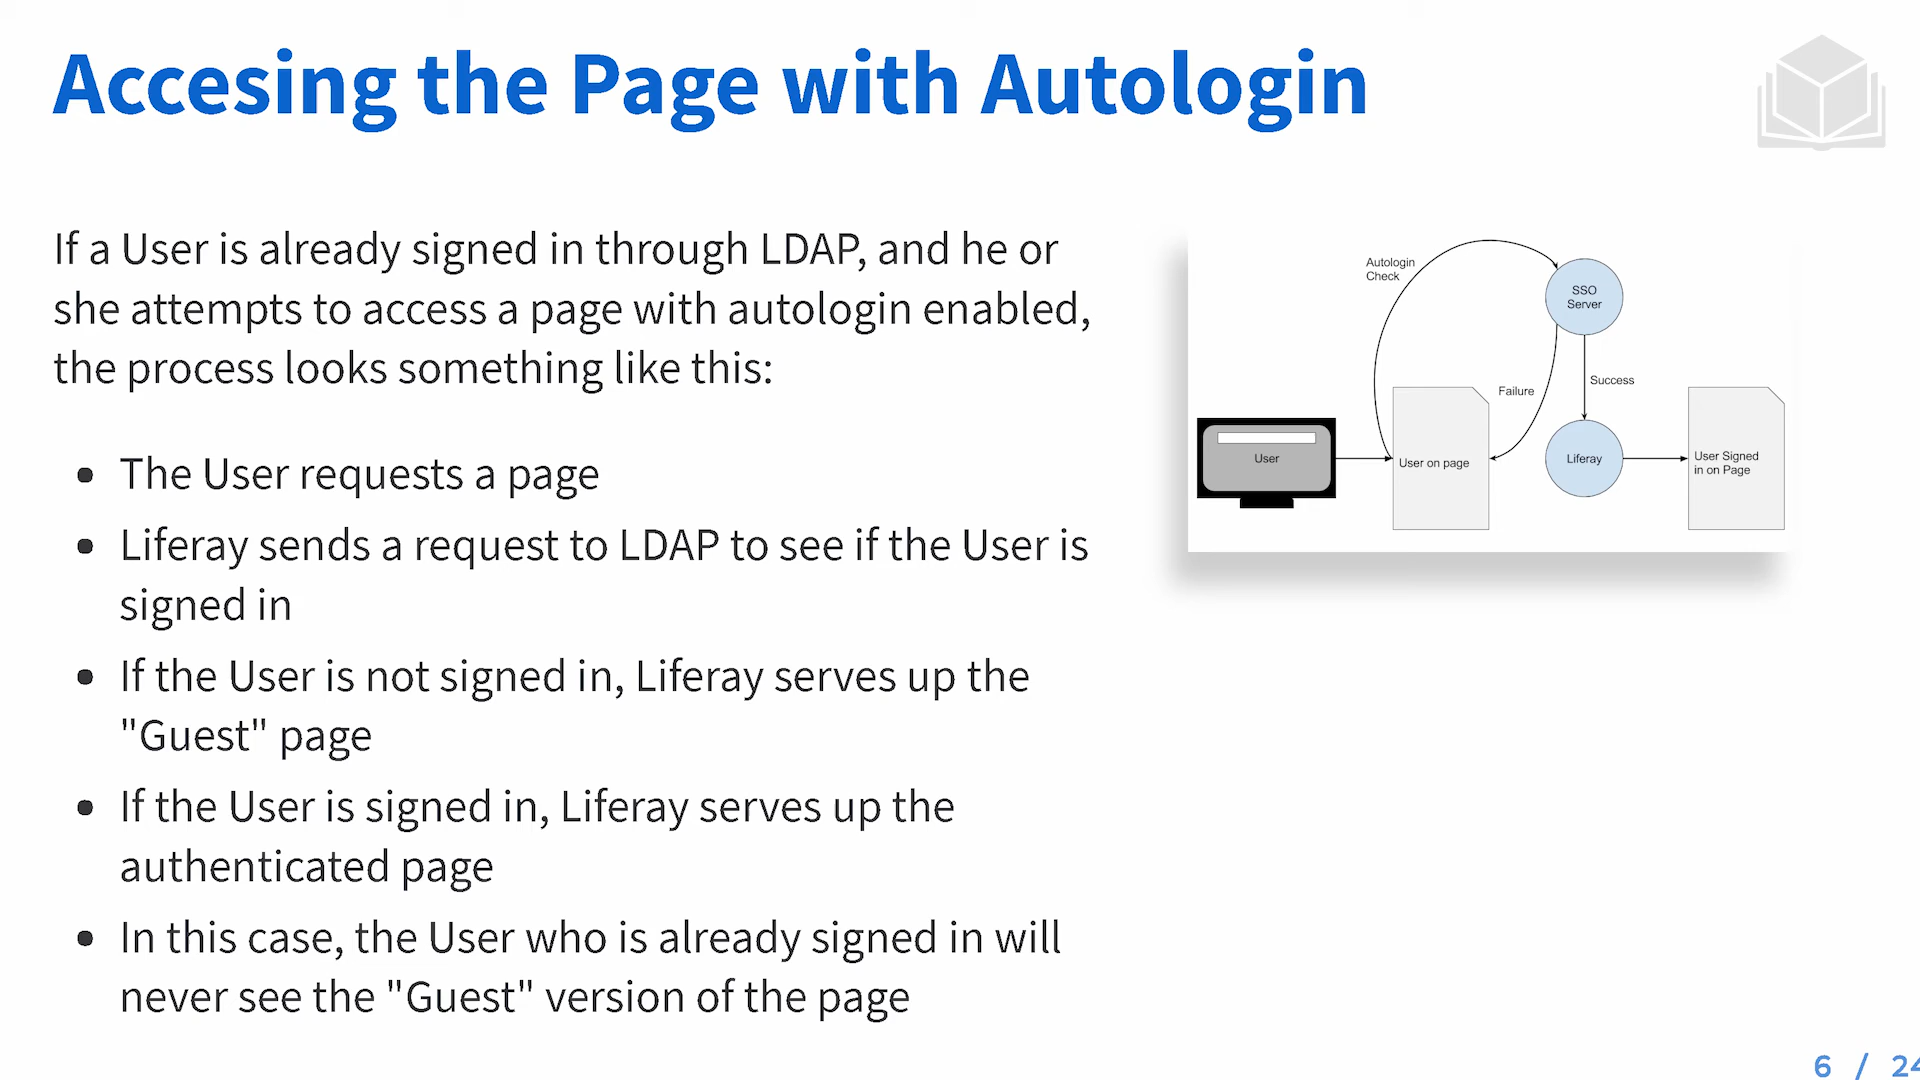 Accesing the Page with Autologin
If a User is already signed in through LDAP, and he or
she attempts to access a page with autologin enabled,
the process looks something like this:
• The User requests a page
• Liferay sends a request to LDAP to see if the User is
signed in
• If the User is not signed in, Liferay serves up the
"Guest" page
• If the User is signed in, Liferay serves up the
authenticated page
• In this case, the User who is already signed in will
never see the "Guest" version of the page
Autologin
Check
SSO
Server
Failure
Success
User
User on page
Liferay
User Signed
in on Page
6 / 24